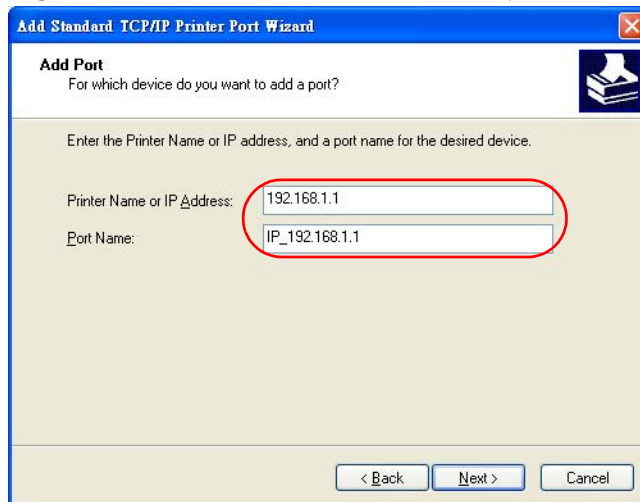 Add Standard TCP/IP Printer Port Wizard
Add Port
For which device do you want to add a port?
Enter the Printer Name or IP address, and a port name for the desired device.
Printer Name or IP Address: 192.168.1.1
Port Name: IP_192.168.1.1
< Back Next > Cancel